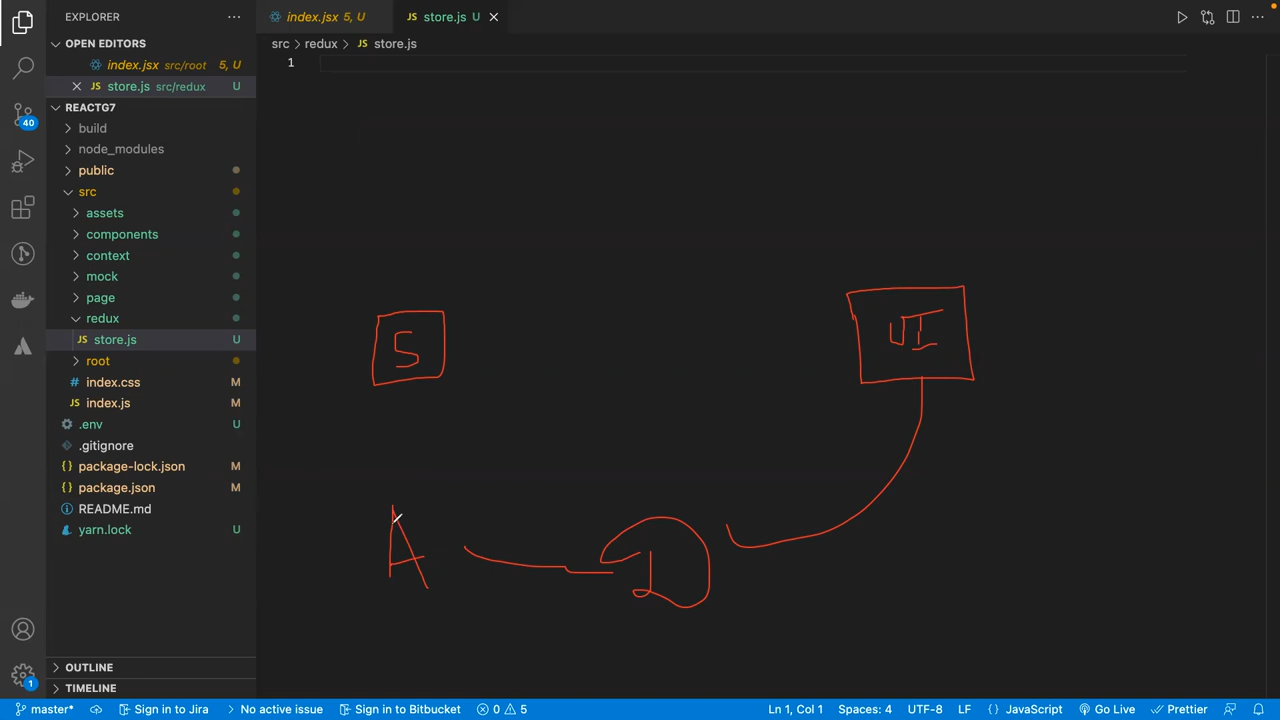 EXPLORER
index.jsx 5, U
store.js U
OPEN EDITORS
src > redux > JS store.js
index.jsx src/root 5, U
1
JS store.js src/redux U
REACTG7
build
node_modules
public
src
assets
components
context
mock
page
redux
JS store.js U
root
index.css M
JS index.js M
.env U
.gitignore
package-lock.json M
package.json M
README.md
yarn.lock U
S
UI
A
D
40
OUTLINE
TIMELINE
1
master*
Sign in to Jira
No active issue
Sign in to Bitbucket
0
5
Ln 1, Col 1
Spaces: 4
UTF-8
LF
JavaScript
Go Live
Prettier